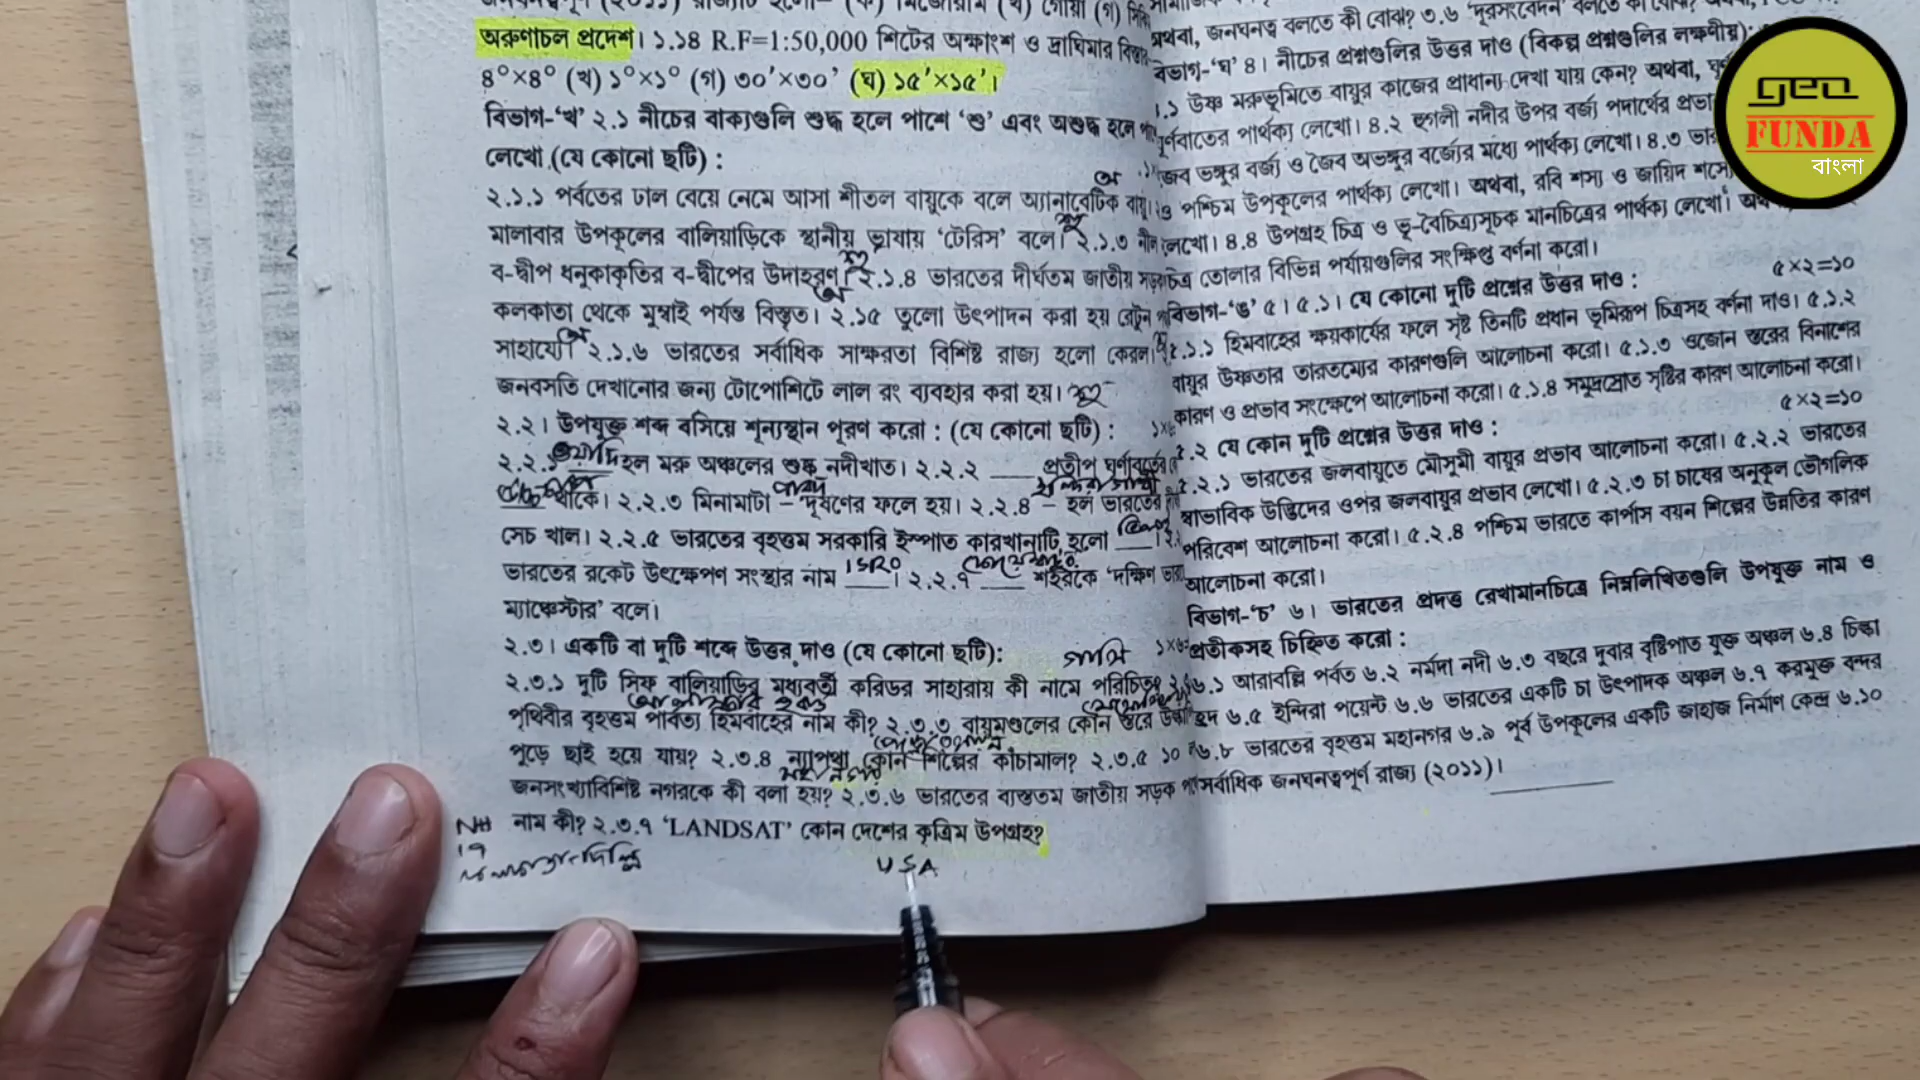 অরুণাচল প্রদেশ। ১.১৪ R.F=1:50,000 শিটের অক্ষাংশ ও দ্রাঘিমার
৪°×৪° (খ) ১°×১° (গ) ৩০′×৩০′ (ঘ) ১৫′×১৫′।
বিভাগ-‘খ’ ২.১ নীচের বাক্যগুলি শুদ্ধ হলে পাশে ‘শু’ এবং অশুদ্ধ হলে
লেখো (যে কোনো ছটি) :
অ
২.১.১ পর্বতের ঢাল বেয়ে নেমে আসা শীতল বায়ুকে বলে অ্যানাবেটিক বায়ু।
শু
মালাবার উপকূলের বালিয়াড়িকে স্থানীয় ভাষায় ‘টেরিস’ বলে। ২.১.৩ নীল
শু
ব-দ্বীপ ধনুকাকৃতির ব-দ্বীপের উদাহরণ। ২.১.৪ ভারতের দীর্ঘতম জাতীয়
অ
কলকাতা থেকে মুম্বাই পর্যন্ত বিস্তৃত। ২.১৫ তুলো উৎপাদন করা হয় রেটুন
অ
সাহায্যে। ২.১.৬ ভারতের সর্বাধিক সাক্ষরতা বিশিষ্ট রাজ্য হলো কেরল।
জনবসতি দেখানোর জন্য টোপোশিটে লাল রং ব্যবহার করা হয়। শু
২.২। উপযুক্ত শব্দ বসিয়ে শূন্যস্থান পূরণ করো : (যে কোনো ছটি) :
ওয়াদি
২.২.১ ____ হল মরু অঞ্চলের শুষ্ক নদীখাত। ২.২.২ ____ প্রতীপ ঘূর্ণবাতের
পারদ
থাকে। ২.২.৩ মিনামাটা – দূষণের ফলে হয়। ২.২.৪ – হল ভারতের
সেচ খাল। ২.২.৫ ভারতের বৃহত্তম সরকারি ইস্পাত কারখানাটি হলো ____।
ISRO
ভারতের রকেট উৎক্ষেপণ সংস্থার নাম ____। ২.২.৭ ____ শহরকে ‘দক্ষিণ
ম্যাঞ্চেস্টার’ বলে।
২.৩। একটি বা দুটি শব্দে উত্তর দাও (যে কোনো ছটি):
গাসি
২.৩.১ দুটি সিফ্ বালিয়াড়ির মধ্যবর্তী করিডর সাহারায় কী নামে পরিচিত?
পৃথিবীর বৃহত্তম পার্বত্য হিমবাহের নাম কী? ২.৩.৩ বায়ুমণ্ডলের কোন স্তরে উল্কা
পুড়ে ছাই হয়ে যায়? ২.৩.৪ ন্যাপথা কোন শিল্পের কাঁচামাল? ২.৩.৫ ১০
মহানগর
জনসংখ্যাবিশিষ্ট নগরকে কী বলা হয়? ২.৩.৬ ভারতের ব্যস্ততম জাতীয় সড়ক
নাম কী? ২.৩.৭ ‘LANDSAT’ কোন দেশের কৃত্রিম উপগ্রহ?
NH
19
কলকাতা-দিল্লি
USA
অথবা, জনঘনত্ব বলতে কী বোঝ? ৩.৬ ‘দূরসংবেদন’ বলতে কী বোঝ?
বিভাগ-‘ঘ’ ৪। নীচের প্রশ্নগুলির উত্তর দাও (বিকল্প প্রশ্নগুলির লক্ষণীয়):
উষ্ণ মরুভূমিতে বায়ুর কাজের প্রাধান্য দেখা যায় কেন? অথবা,
ঘূর্ণবাতের পার্থক্য লেখো। ৪.২ হুগলী নদীর উপর বর্জ্য পদার্থের
জৈব ভঙ্গুর বর্জ্য ও জৈব অভঙ্গুর বর্জ্যের মধ্যে পার্থক্য লেখো। ৪.৩
ও পশ্চিম উপকূলের পার্থক্য লেখো। অথবা, রবি শস্য ও জায়িদ
লেখো। ৪.৪ উপগ্রহ চিত্র ও ভূ-বৈচিত্র্যসূচক মানচিত্রের পার্থক্য লেখো।
চিত্র তোলার বিভিন্ন পর্যায়গুলির সংক্ষিপ্ত বর্ণনা করো।
বিভাগ-‘ঙ’ ৫। ৫.১। যে কোনো দুটি প্রশ্নের উত্তর দাও : ৫×২=১০
৫.১.১ হিমবাহের ক্ষয়কার্যের ফলে সৃষ্ট তিনটি প্রধান ভূমিরূপ চিত্রসহ বর্ণনা দাও। ৫.১.২
বায়ুর উষ্ণতার তারতম্যের কারণগুলি আলোচনা করো। ৫.১.৩ ওজোন স্তরের বিনাশের
কারণ ও প্রভাব সংক্ষেপে আলোচনা করো। ৫.১.৪ সমুদ্রস্রোত সৃষ্টির কারণ আলোচনা করো।
৫.২ যে কোন দুটি প্রশ্নের উত্তর দাও : ৫×২=১০
৫.২.১ ভারতের জলবায়ুতে মৌসুমী বায়ুর প্রভাব আলোচনা করো। ৫.২.২ ভারতের
স্বাভাবিক উদ্ভিদের ওপর জলবায়ুর প্রভাব লেখো। ৫.২.৩ চা চাষের অনুকূল ভৌগলিক
পরিবেশ আলোচনা করো। ৫.২.৪ পশ্চিম ভারতে কার্পাস বয়ন শিল্পের উন্নতির কারণ
আলোচনা করো।
বিভাগ-‘চ’ ৬। ভারতের প্রদত্ত রেখামানচিত্রে নিম্নলিখিতগুলি উপযুক্ত নাম ও
প্রতীকসহ চিহ্নিত করো :
৬.১ আরাবল্লি পর্বত ৬.২ নর্মদা নদী ৬.৩ বছরে দুবার বৃষ্টিপাত যুক্ত অঞ্চল ৬.৪ চিল্কা
হ্রদ ৬.৫ ইন্দিরা পয়েন্ট ৬.৬ ভারতের একটি চা উৎপাদক অঞ্চল ৬.৭ করমুক্ত বন্দর
৬.৮ ভারতের বৃহত্তম মহানগর ৬.৯ পূর্ব উপকূলের একটি জাহাজ নির্মাণ কেন্দ্র ৬.১০
সর্বাধিক জনঘনত্বপূর্ণ রাজ্য (২০১১)।
geo
FUNDA
বাংলা